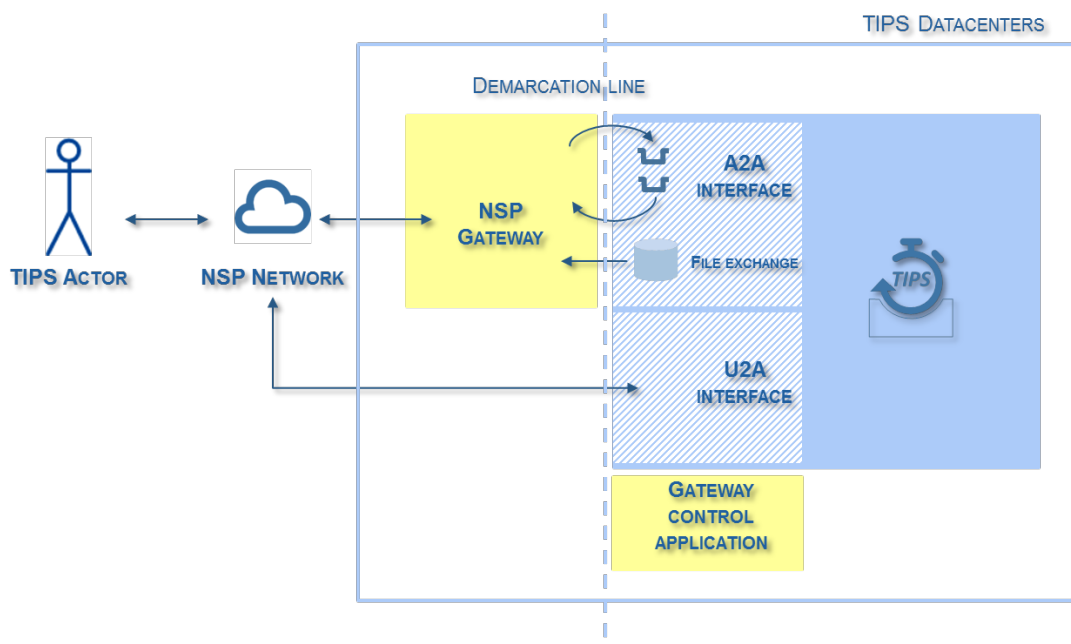 TIPS DATACENTERS
DEMARCATION LINE
A2A
INTERFACE
NSP
GATEWAY
FILE EXCHANGE
TIPS ACTOR
NSP NETWORK
TIPS
U2A
INTERFACE
GATEWAY
CONTROL
APPLICATION